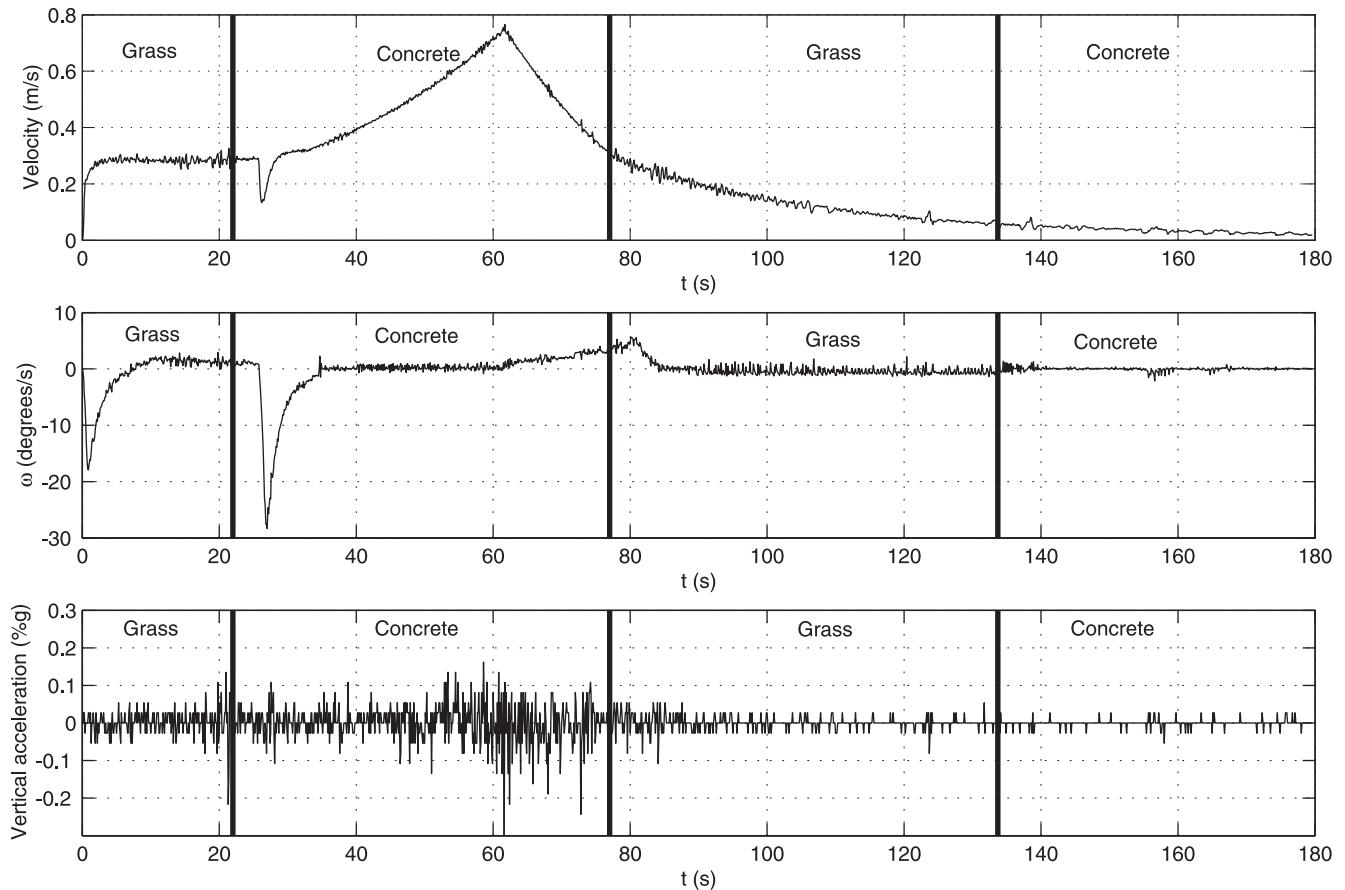 0.8
0.6
0.4
0.2
0
Velocity (m/s)
Grass
Concrete
Grass
Concrete
0 20 40 60 80 100 120 140 160 180
t (s)
10
0
-10
-20
-30
ω (degrees/s)
Grass
Concrete
Grass
Concrete
0 20 40 60 80 100 120 140 160 180
t (s)
0.3
0.2
0.1
0
-0.1
-0.2
Vertical acceleration (%g)
Grass
Concrete
Grass
Concrete
0 20 40 60 80 100 120 140 160 180
t (s)